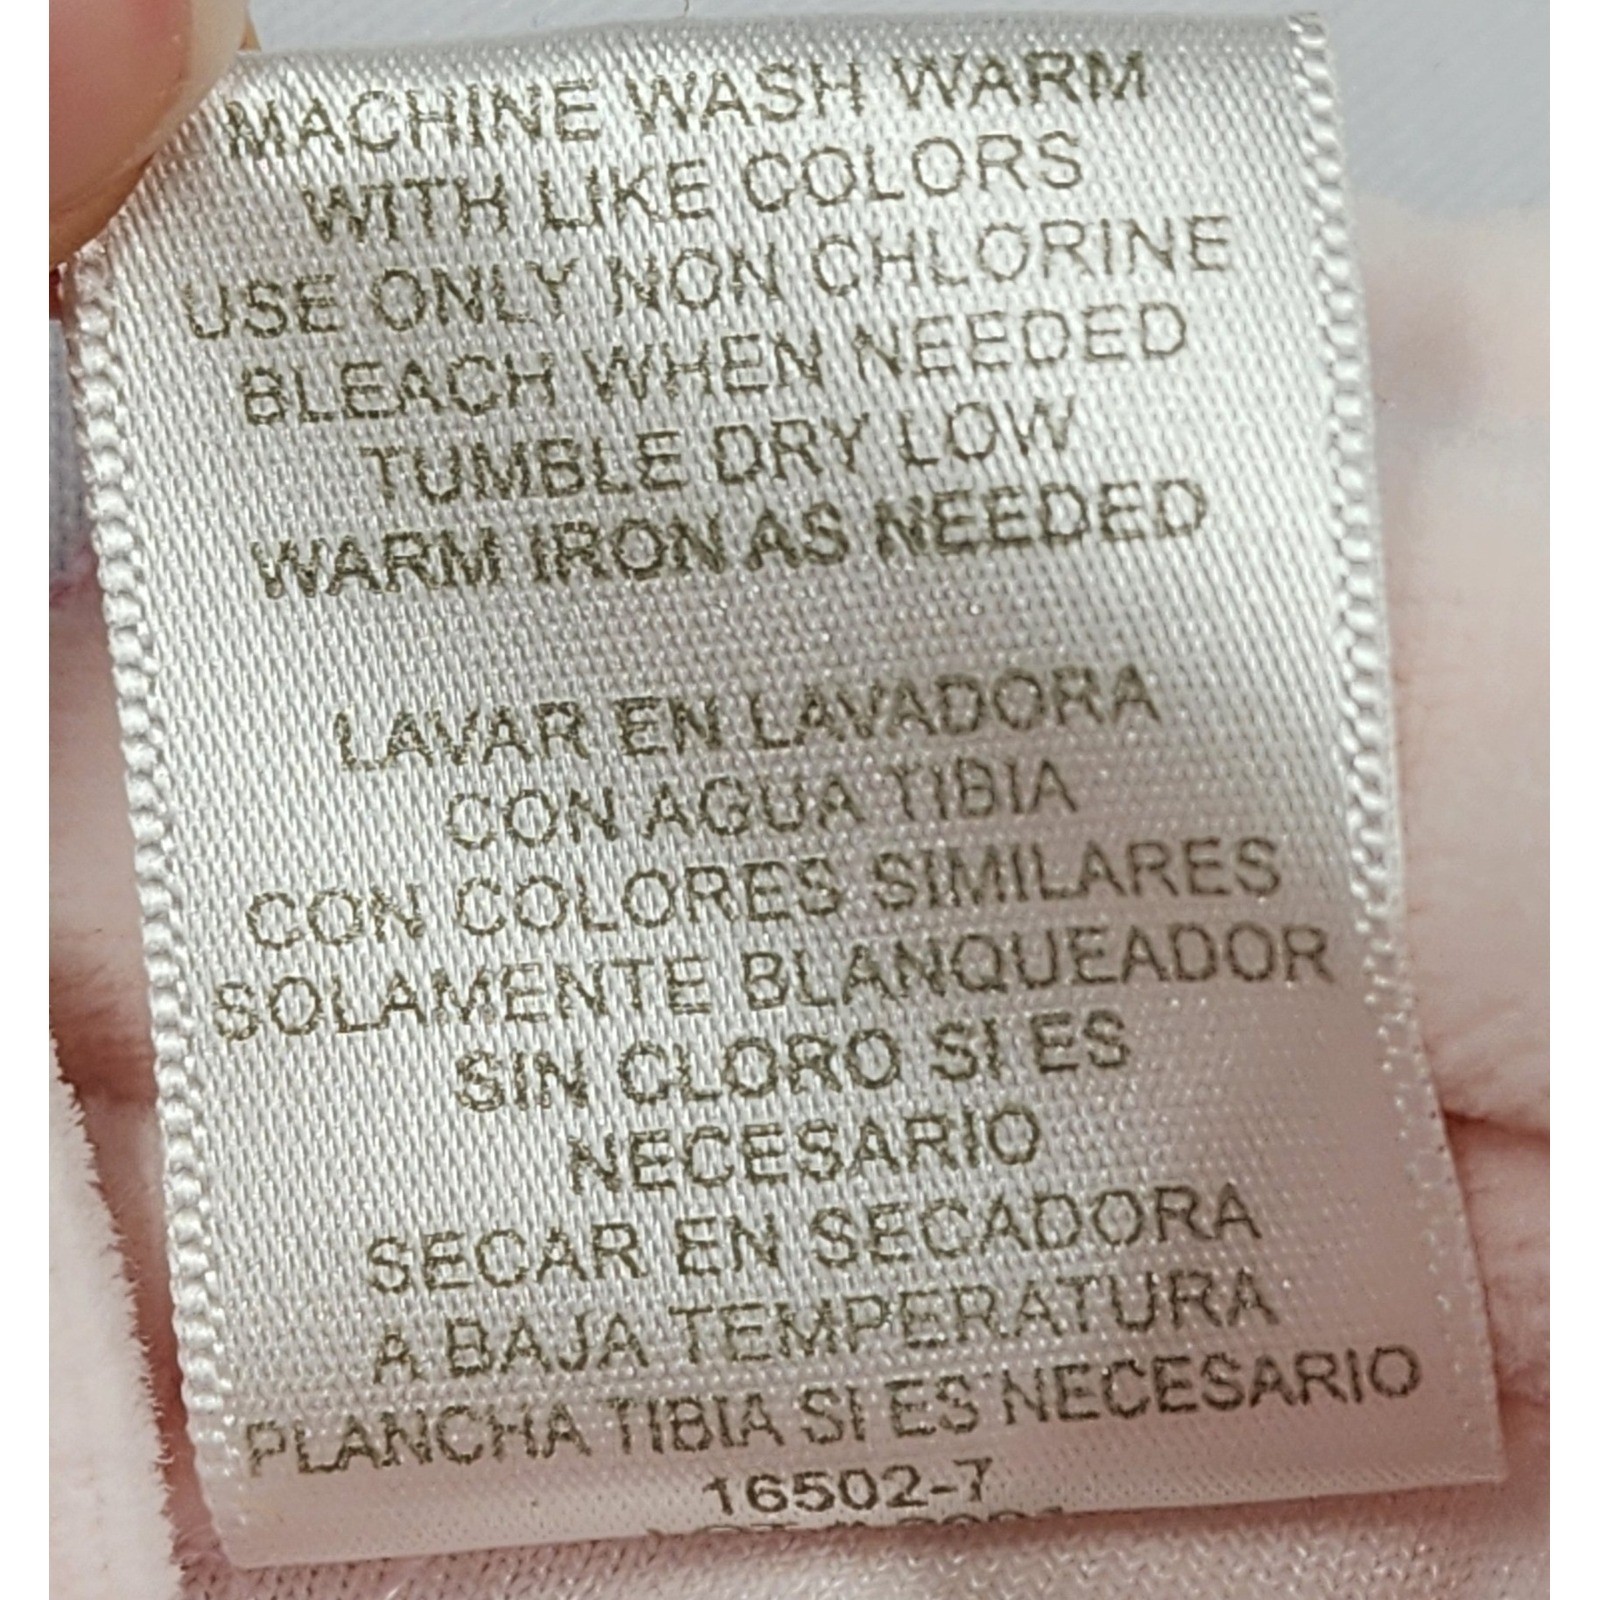 MACHINE WASH WARM
WITH LIKE COLORS
USE ONLY NON CHLORINE
BLEACH WHEN NEEDED
TUMBLE DRY LOW
WARM IRON AS NEEDED
LAVAR EN LAVADORA
CON AGUA TIBIA
CON COLORES SIMILARES
SOLAMENTE BLANQUEADOR
SIN CLORO SI ES
NECESARIO
SECAR EN SECADORA
A BAJA TEMPERATURA
PLANCHA TIBIA SI ES NECESARIO
16502-7